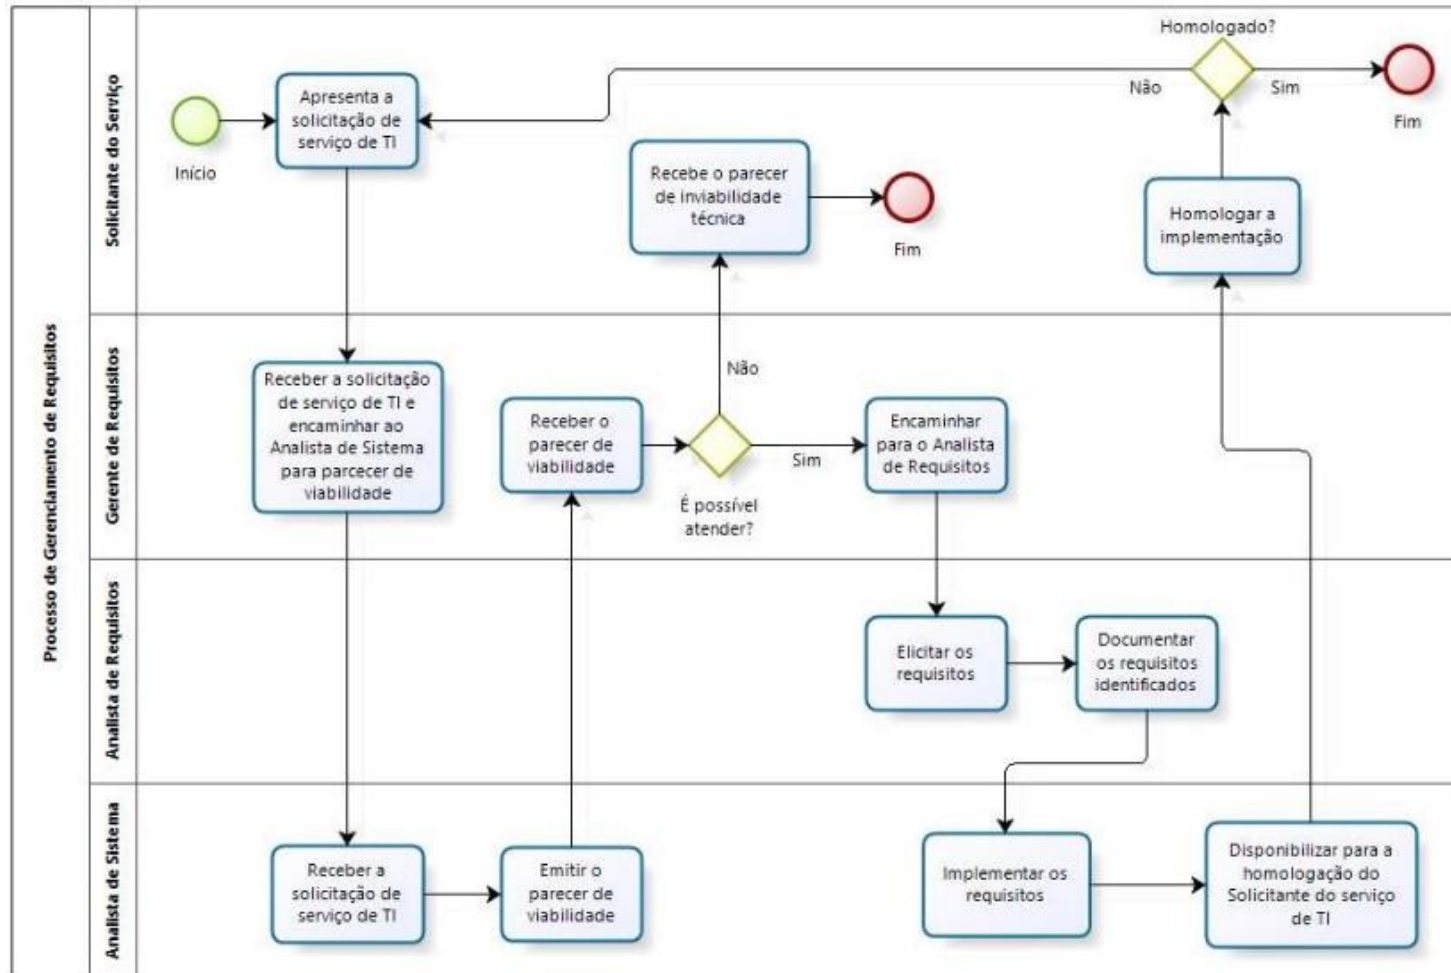 Processo de Gerenciamento de Requisitos
Solicitante do Serviço
Início
Apresenta a
solicitação de
serviço de TI
Recebe o parecer
de inviabilidade
técnica
Fim
Homologar a
implementação
Homologado?
Não
Sim
Fim
Gerente de Requisitos
Receber a solicitação
de serviço de TI e
encaminhar ao
Analista de Sistema
para parcecer de
viabilidade
Receber o
parecer de
viabilidade
É possível
atender?
Não
Sim
Encaminhar
para o Analista
de Requisitos
Analista de Requisitos
Elicitar os
requisitos
Documentar
os requisitos
identificados
Analista de Sistema
Receber a
solicitação de
serviço de TI
Emitir o
parecer de
viabilidade
Implementar os
requisitos
Disponibilizar para a
homologação do
Solicitante do serviço
de TI